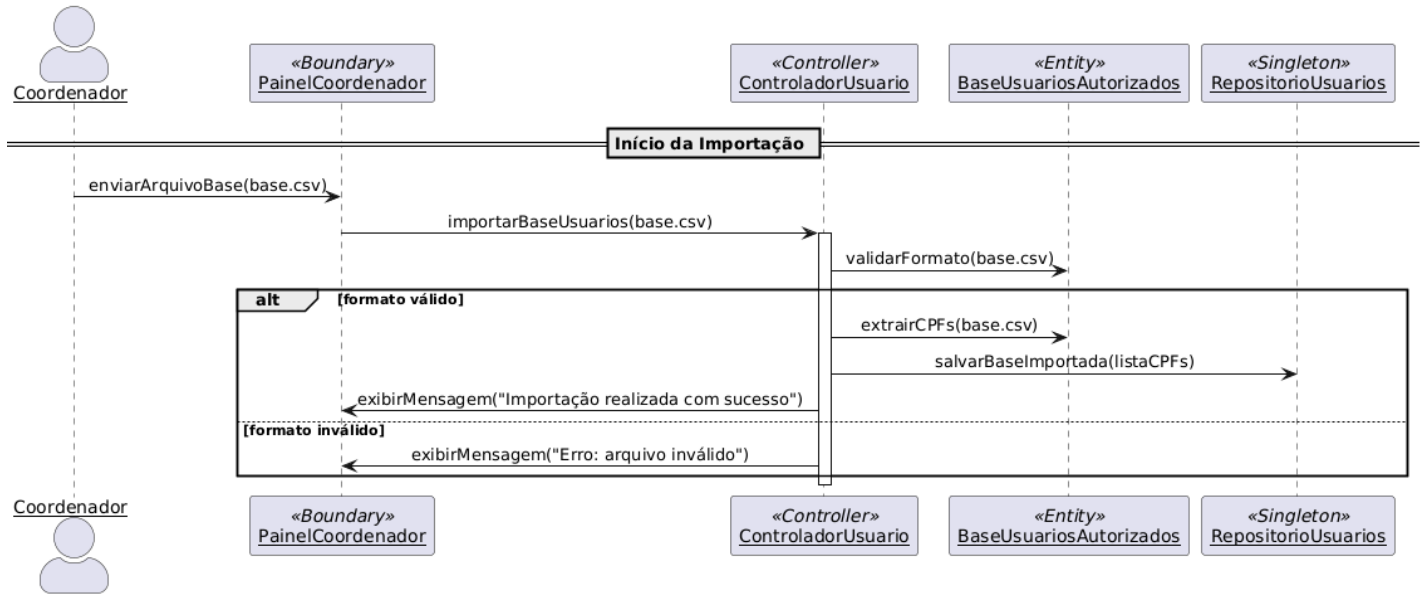 Coordenador
«Boundary»
PainelCoordenador
«Controller»
ControladorUsuario
«Entity»
BaseUsuariosAutorizados
«Singleton»
RepositorioUsuarios
Início da Importação
enviarArquivoBase(base.csv)
importarBaseUsuarios(base.csv)
validarFormato(base.csv)
alt
[formato válido]
extrairCPFs(base.csv)
salvarBaseImportada(listaCPFs)
exibirMensagem("Importação realizada com sucesso")
[formato inválido]
exibirMensagem("Erro: arquivo inválido")
Coordenador
«Boundary»
PainelCoordenador
«Controller»
ControladorUsuario
«Entity»
BaseUsuariosAutorizados
«Singleton»
RepositorioUsuarios